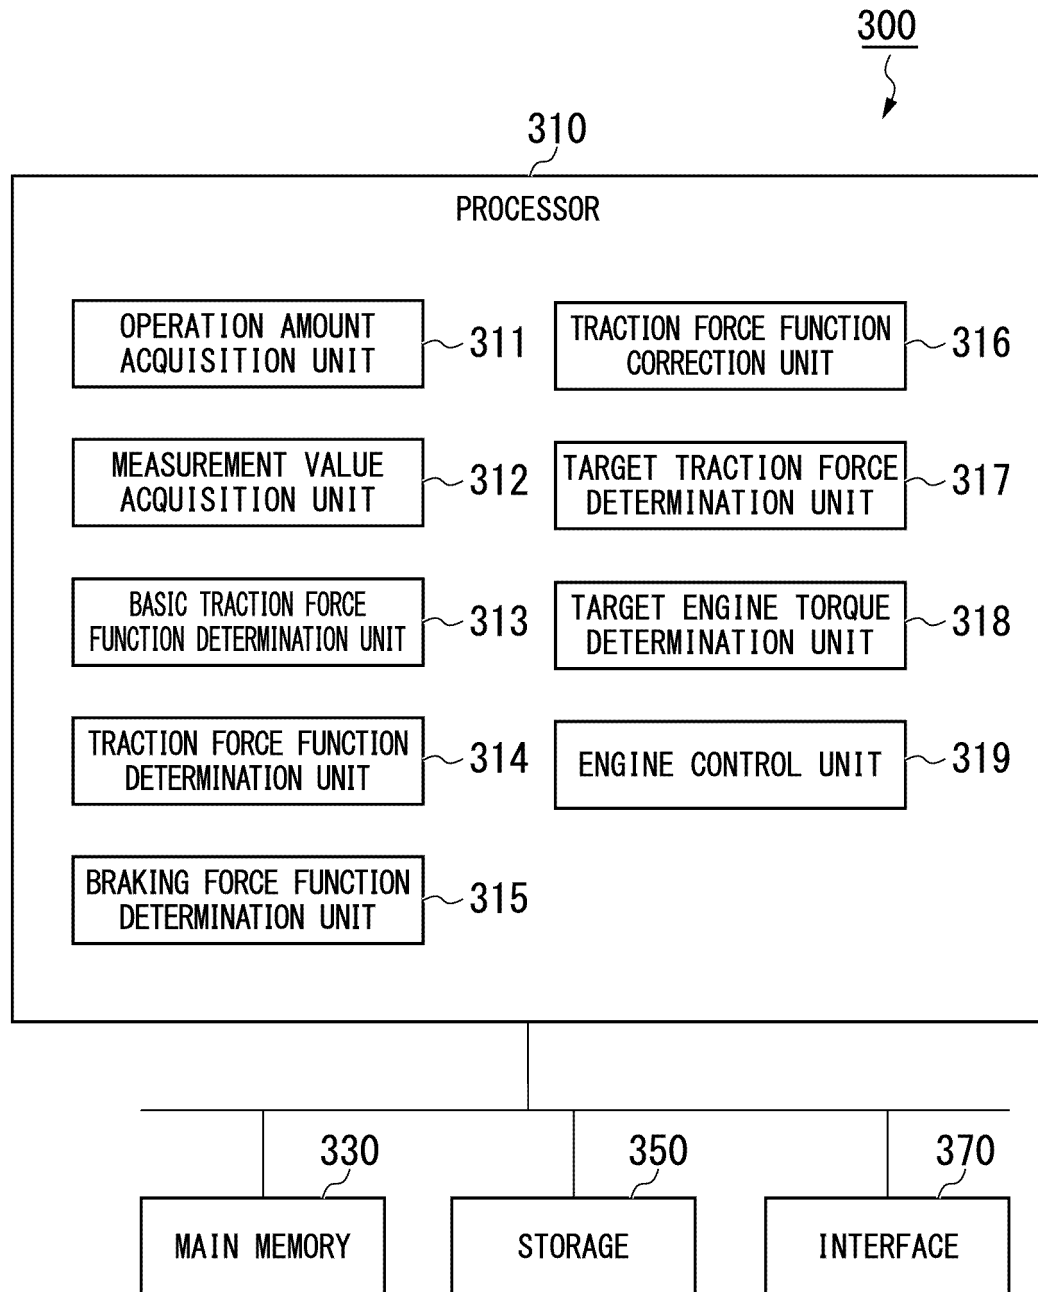 300
310
PROCESSOR
OPERATION AMOUNT
ACQUISITION UNIT
311
MEASUREMENT VALUE
ACQUISITION UNIT
312
BASIC TRACTION FORCE
FUNCTION DETERMINATION UNIT
313
TRACTION FORCE FUNCTION
DETERMINATION UNIT
314
BRAKING FORCE FUNCTION
DETERMINATION UNIT
315
TRACTION FORCE FUNCTION
CORRECTION UNIT
316
TARGET TRACTION FORCE
DETERMINATION UNIT
317
TARGET ENGINE TORQUE
DETERMINATION UNIT
318
ENGINE CONTROL UNIT
319
330
MAIN MEMORY
350
STORAGE
370
INTERFACE